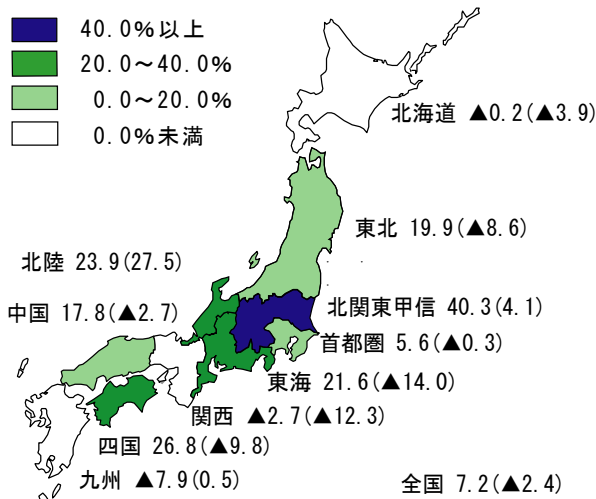 40.0%以上
20.0～40.0%
0.0～20.0%
0.0%未満
北海道 ▲0.2(▲3.9)
東北 19.9(▲8.6)
北陸 23.9(27.5)
中国 17.8(▲2.7)
北関東甲信 40.3(4.1)
首都圏 5.6(▲0.3)
東海 21.6(▲14.0)
関西 ▲2.7(▲12.3)
四国 26.8(▲9.8)
九州 ▲7.9(0.5)
全国 7.2(▲2.4)